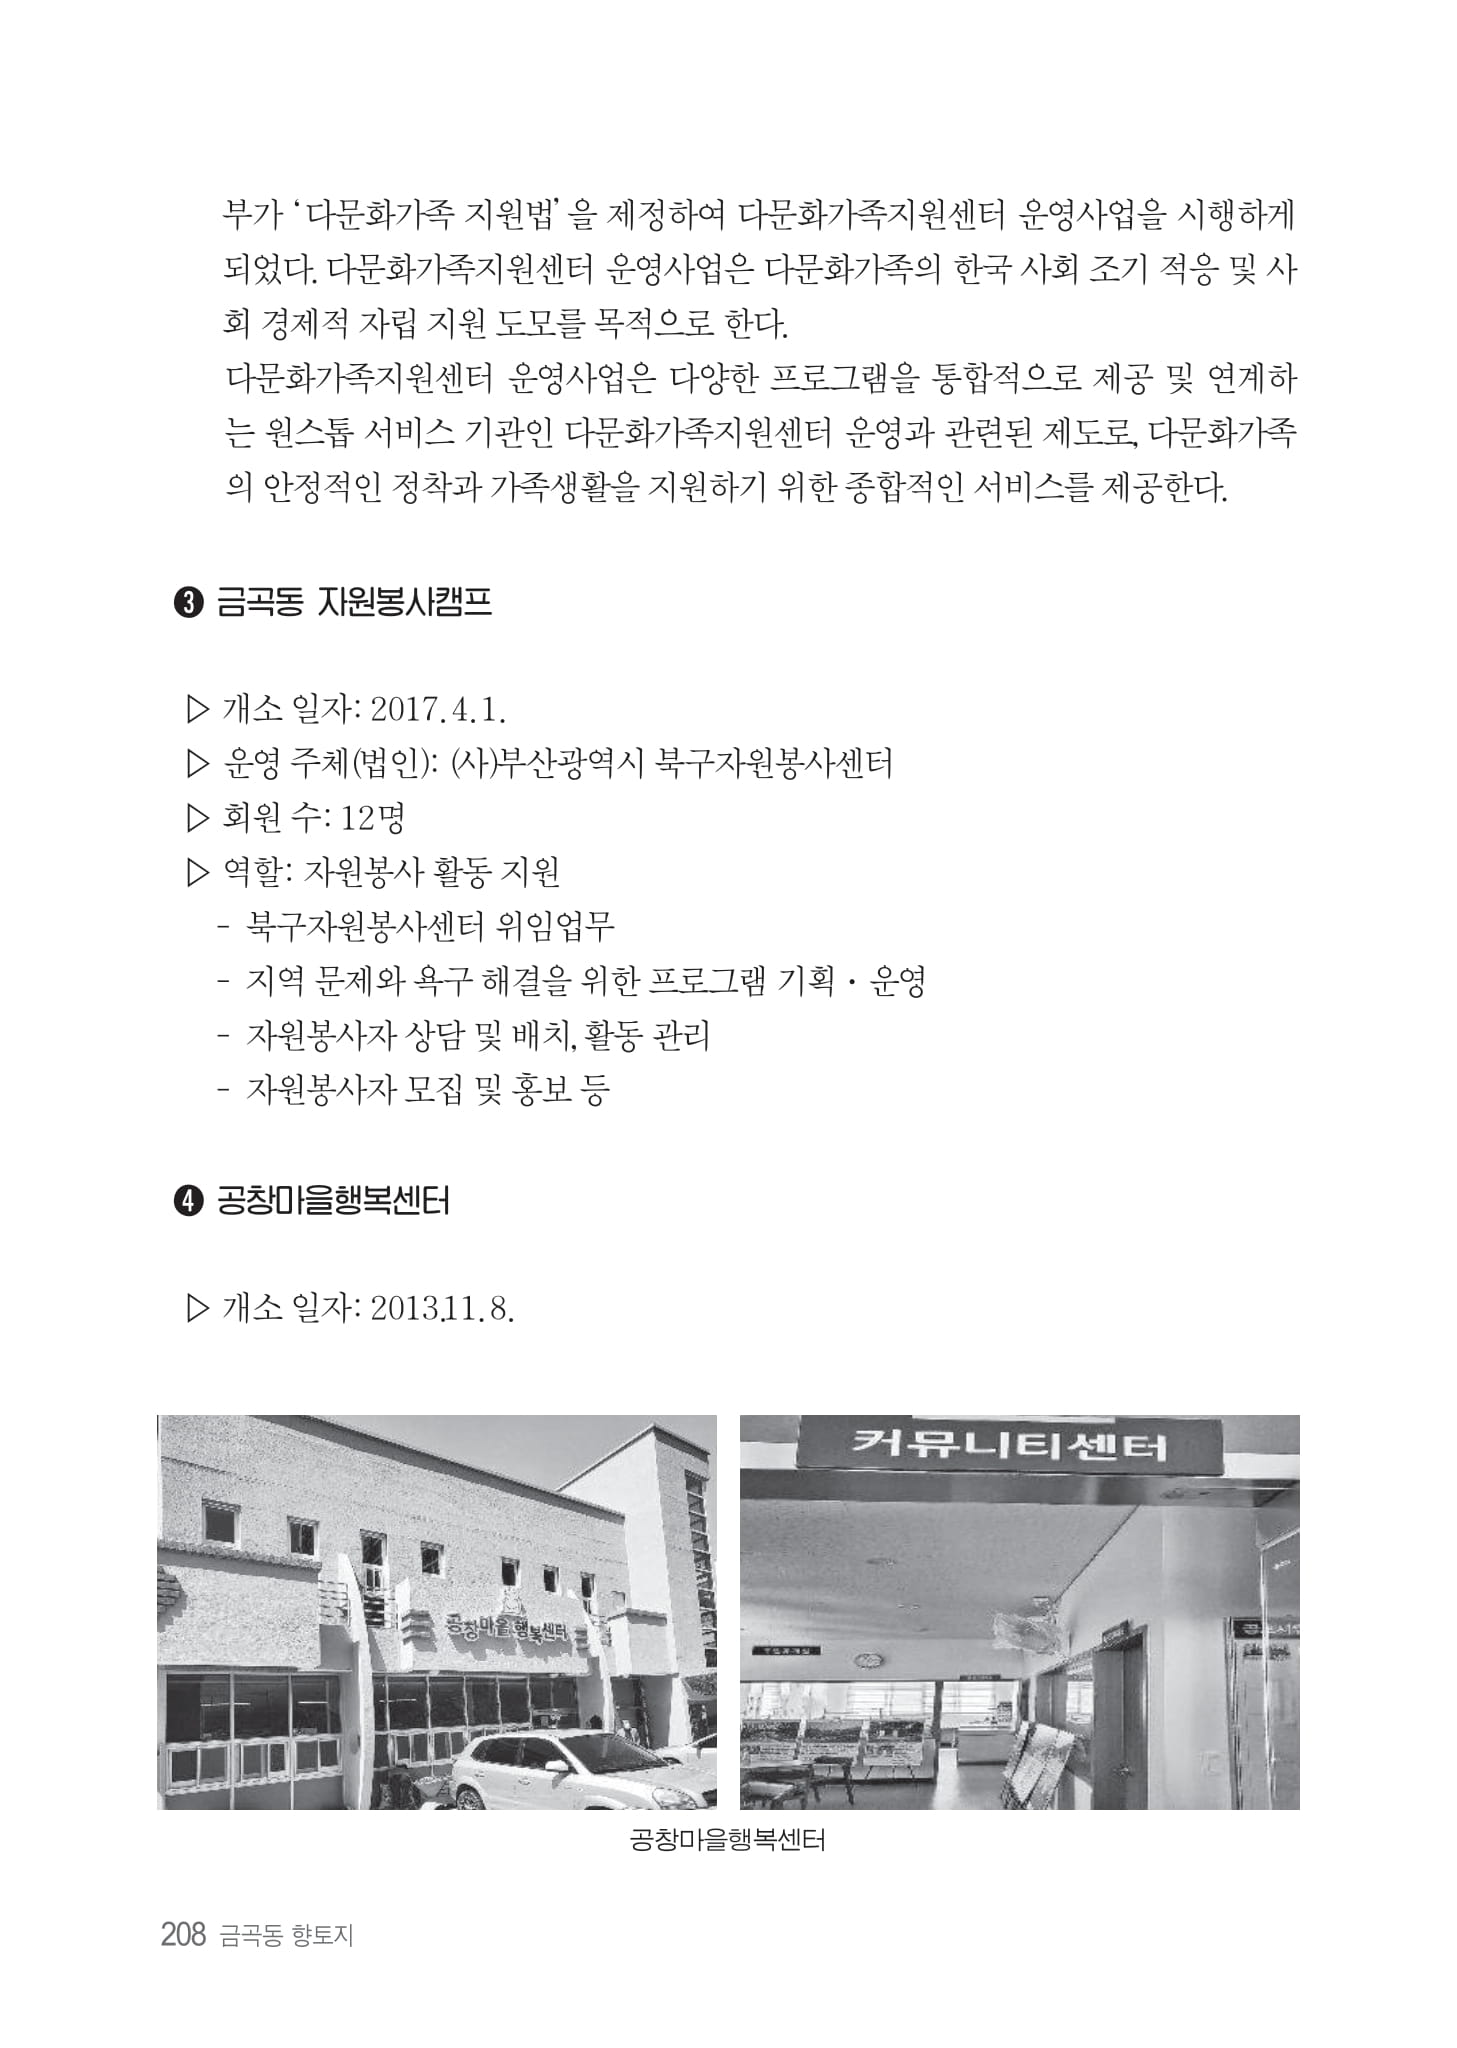 부가 ‘다문화가족 지원법’을 제정하여 다문화가족지원센터 운영사업을 시행하게
되었다. 다문화가족지원센터 운영사업은 다문화가족의 한국 사회 조기 적응 및 사
회 경제적 자립 지원 도모를 목적으로 한다.
다문화가족지원센터 운영사업은 다양한 프로그램을 통합적으로 제공 및 연계하
는 원스톱 서비스 기관인 다문화가족지원센터 운영과 관련된 제도로, 다문화가족
의 안정적인 정착과 가족생활을 지원하기 위한 종합적인 서비스를 제공한다.
❸ 금곡동 자원봉사캠프
▷ 개소 일자: 2017. 4. 1.
▷ 운영 주체(법인): (사)부산광역시 북구자원봉사센터
▷ 회원 수: 12명
▷ 역할: 자원봉사 활동 지원
- 북구자원봉사센터 위임업무
- 지역 문제와 욕구 해결을 위한 프로그램 기획 · 운영
- 자원봉사자 상담 및 배치, 활동 관리
- 자원봉사자 모집 및 홍보 등
❹ 공창마을행복센터
▷ 개소 일자: 2013.11. 8.
공창마을 행복센터
커뮤니티센터
공창마을행복센터
208 금곡동 향토지